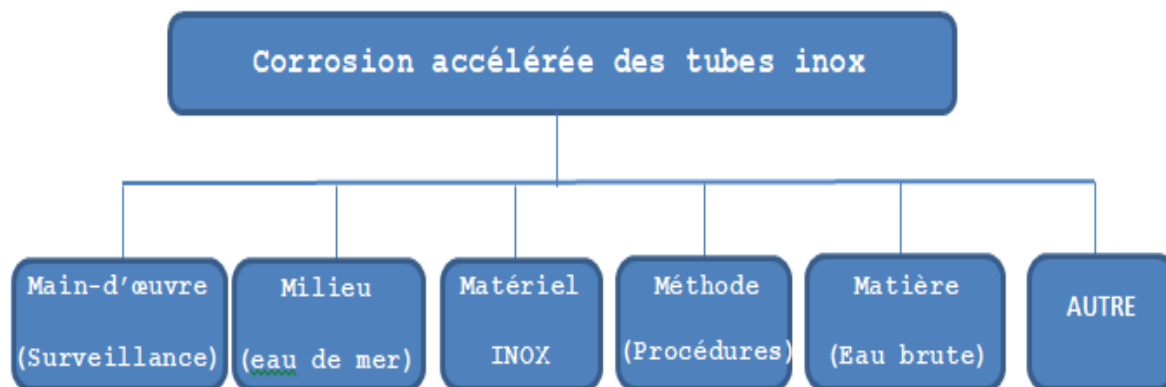 Corrosion accélérée des tubes inox
Main-d'œuvre
(Surveillance)
Milieu
(eau de mer)
Matériel
INOX
Méthode
(Procédures)
Matière
(Eau brute)
AUTRE